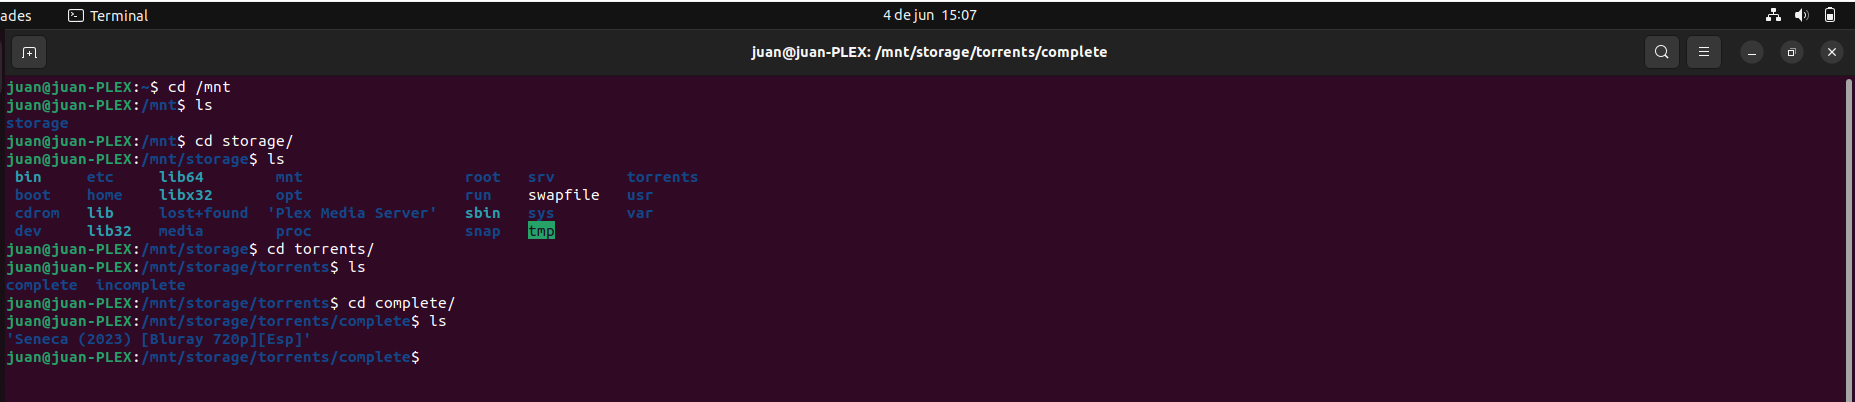 ades Terminal 4 de jun 15:07
juan@juan-PLEX: /mnt/storage/torrents/complete
juan@juan-PLEX:~$ cd /mnt
juan@juan-PLEX:/mnt$ ls
storage
juan@juan-PLEX:/mnt$ cd storage/
juan@juan-PLEX:/mnt/storage$ ls
bin etc lib64 mnt root srv torrents
boot home libx32 opt run swapfile usr
cdrom lib lost+found 'Plex Media Server' sbin sys var
dev lib32 media proc snap tmp
juan@juan-PLEX:/mnt/storage$ cd torrents/
juan@juan-PLEX:/mnt/storage/torrents$ ls
complete incomplete
juan@juan-PLEX:/mnt/storage/torrents$ cd complete/
juan@juan-PLEX:/mnt/storage/torrents/complete$ ls
'Seneca (2023) [Bluray 720p][Esp]'
juan@juan-PLEX:/mnt/storage/torrents/complete$